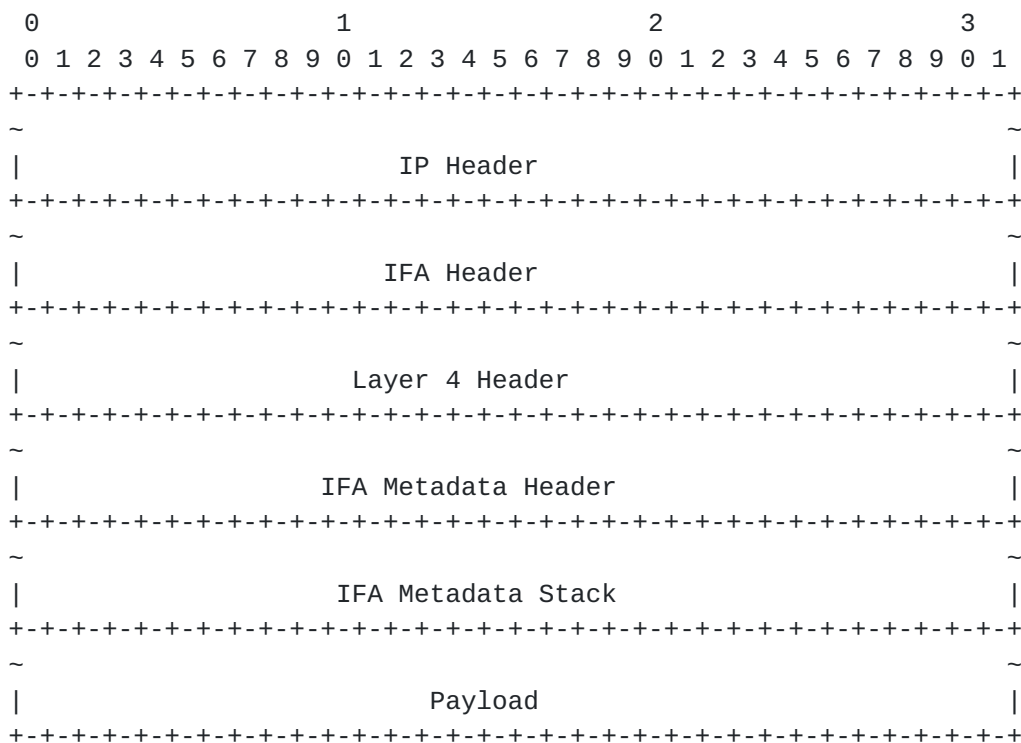 0                   1                   2                   3
 0 1 2 3 4 5 6 7 8 9 0 1 2 3 4 5 6 7 8 9 0 1 2 3 4 5 6 7 8 9 0 1
+-+-+-+-+-+-+-+-+-+-+-+-+-+-+-+-+-+-+-+-+-+-+-+-+-+-+-+-+-+-+-+-+
~                                                               ~
|                        IP Header                              |
+-+-+-+-+-+-+-+-+-+-+-+-+-+-+-+-+-+-+-+-+-+-+-+-+-+-+-+-+-+-+-+-+
~                                                               ~
|                       IFA Header                              |
+-+-+-+-+-+-+-+-+-+-+-+-+-+-+-+-+-+-+-+-+-+-+-+-+-+-+-+-+-+-+-+-+
~                                                               ~
|                     Layer 4 Header                            |
+-+-+-+-+-+-+-+-+-+-+-+-+-+-+-+-+-+-+-+-+-+-+-+-+-+-+-+-+-+-+-+-+
~                                                               ~
|                   IFA Metadata Header                         |
+-+-+-+-+-+-+-+-+-+-+-+-+-+-+-+-+-+-+-+-+-+-+-+-+-+-+-+-+-+-+-+-+
~                                                               ~
|                    IFA Metadata Stack                         |
+-+-+-+-+-+-+-+-+-+-+-+-+-+-+-+-+-+-+-+-+-+-+-+-+-+-+-+-+-+-+-+-+
~                                                               ~
|                          Payload                              |
+-+-+-+-+-+-+-+-+-+-+-+-+-+-+-+-+-+-+-+-+-+-+-+-+-+-+-+-+-+-+-+-+